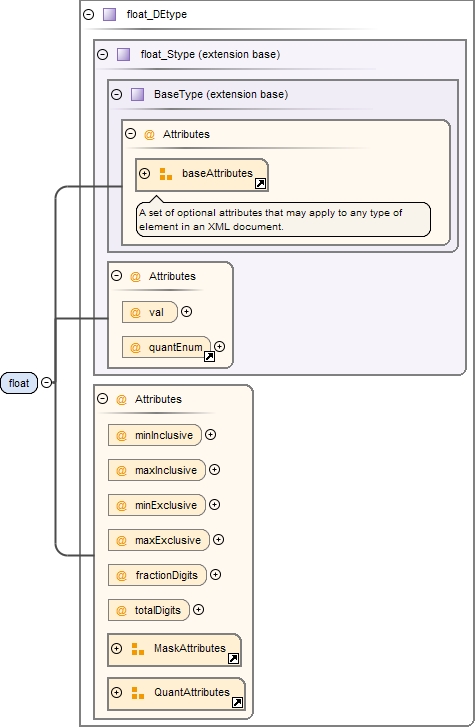 float_DEtype
float_Stype (extension base)
BaseType (extension base)
@ Attributes
baseAttributes
A set of optional attributes that may apply to any type of
element in an XML document.
@ Attributes
@ val
@ quantEnum
float
@ Attributes
@ minInclusive
@ maxInclusive
@ minExclusive
@ maxExclusive
@ fractionDigits
@ totalDigits
MaskAttributes
QuantAttributes